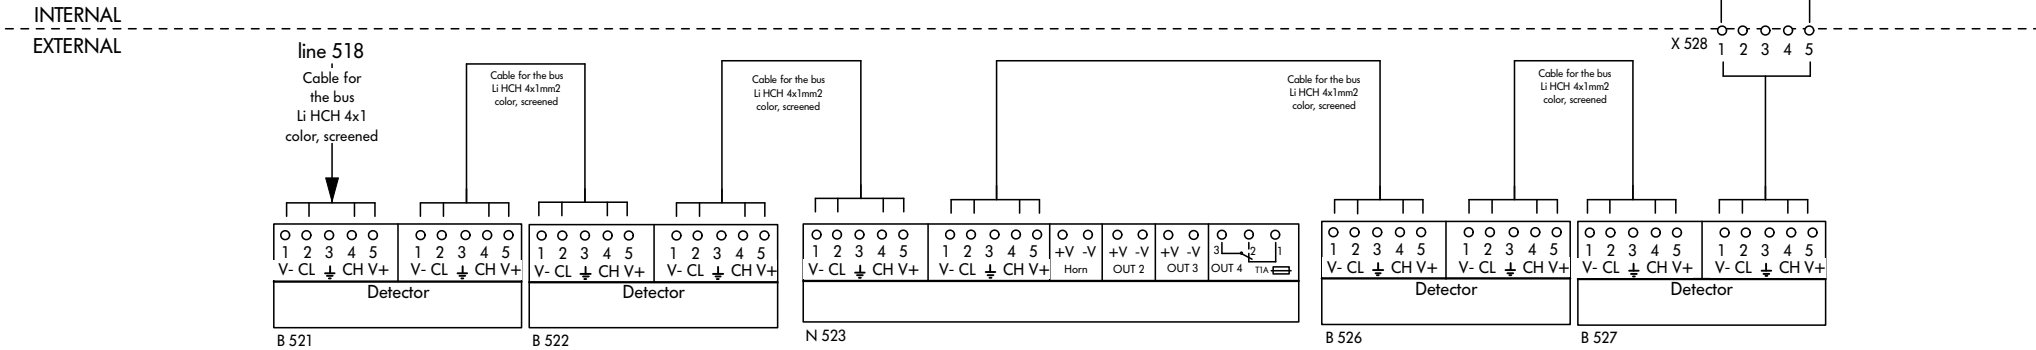 INTERNAL
EXTERNAL
X 528
1 2 3 4 5
line 518
Cable for
the bus
Li HCH 4x1
color, screened
Cable for the bus
Li HCH 4x1mm2
color, screened
Cable for the bus
Li HCH 4x1mm2
color, screened
Cable for the bus
Li HCH 4x1mm2
color, screened
Cable for the bus
Li HCH 4x1mm2
color, screened
1 2 3 4 5
V- CL CH V+
1 2 3 4 5
V- CL CH V+
Detector
B 521
1 2 3 4 5
V- CL CH V+
1 2 3 4 5
V- CL CH V+
Detector
B 522
1 2 3 4 5
V- CL CH V+
1 2 3 4 5
V- CL CH V+
+V -V
Horn
+V -V
OUT 2
+V -V
OUT 3
3 2 1
OUT 4 T1A
N 523
1 2 3 4 5
V- CL CH V+
1 2 3 4 5
V- CL CH V+
Detector
B 526
1 2 3 4 5
V- CL CH V+
1 2 3 4 5
V- CL CH V+
Detector
B 527